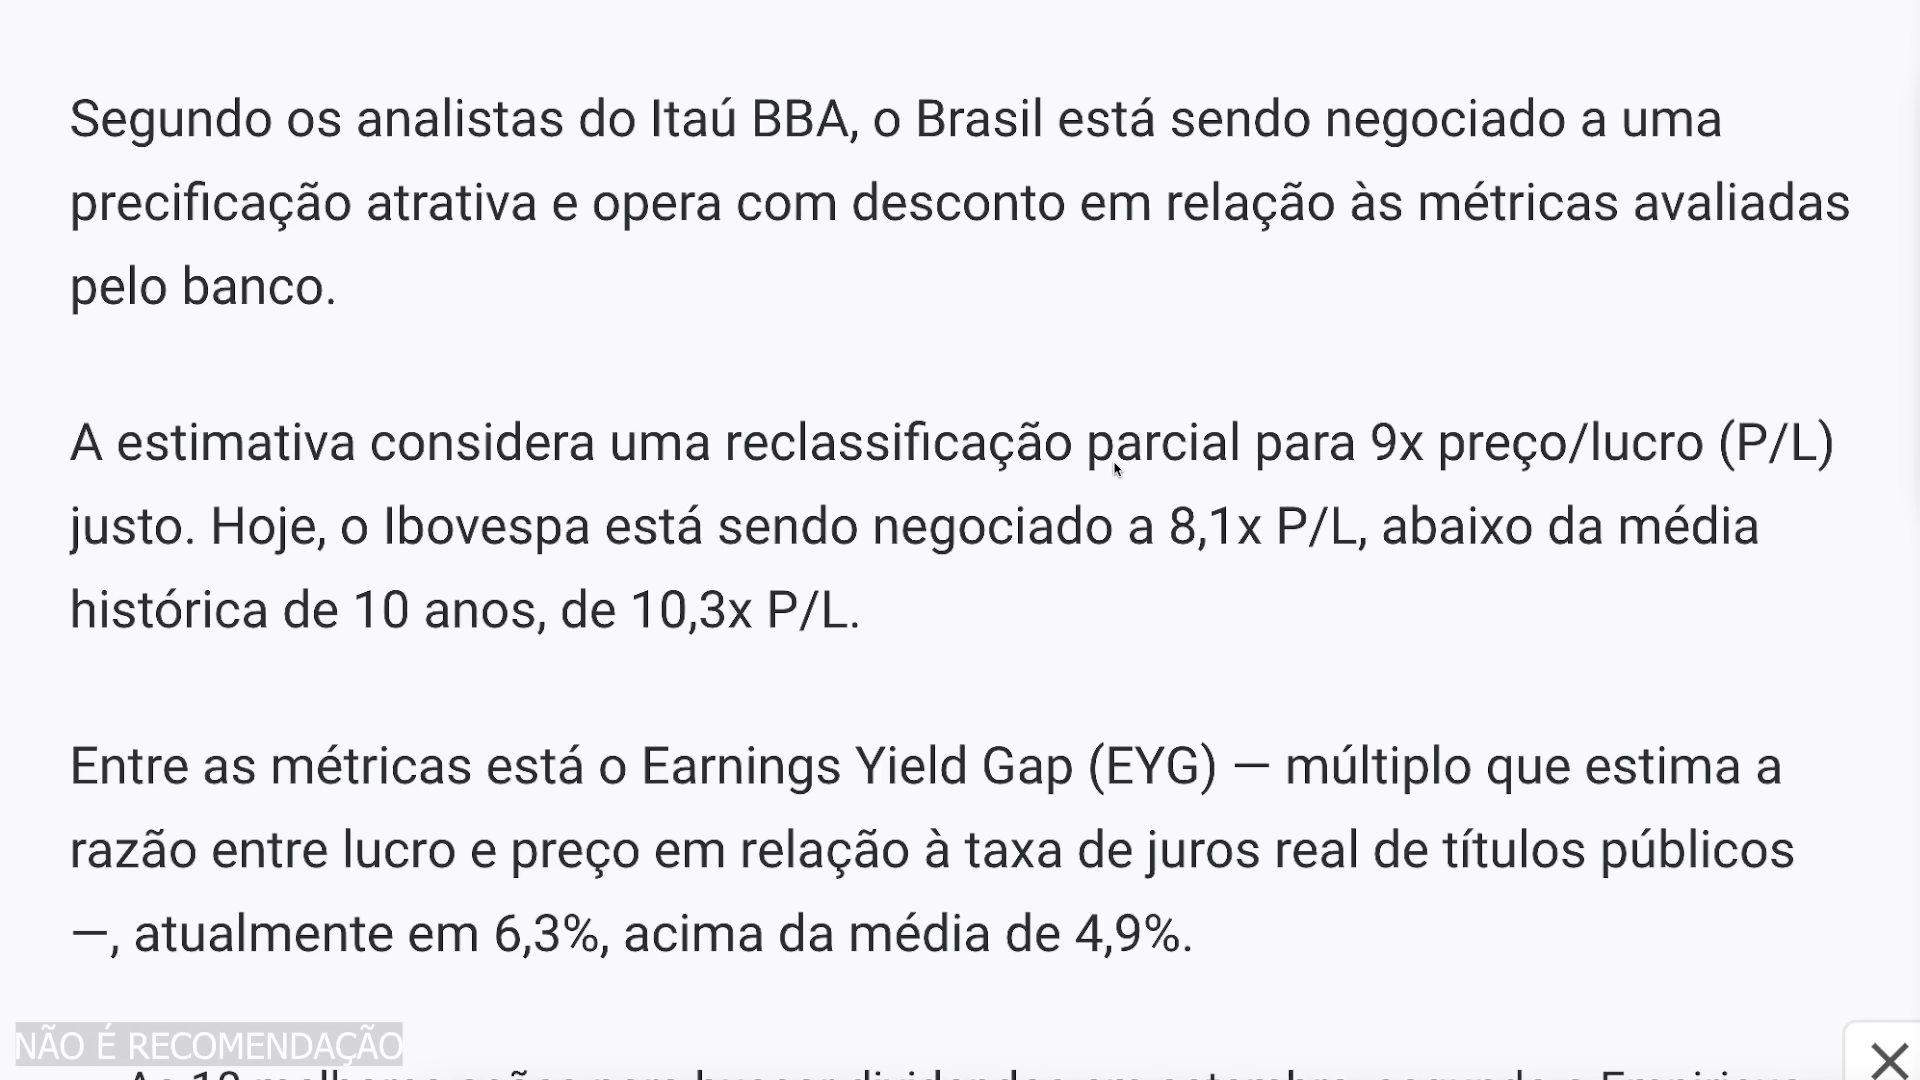 Segundo os analistas do Itaú BBA, o Brasil está sendo negociado a uma
precificação atrativa e opera com desconto em relação às métricas avaliadas
pelo banco.
A estimativa considera uma reclassificação parcial para 9x preço/lucro (P/L)
justo. Hoje, o Ibovespa está sendo negociado a 8,1x P/L, abaixo da média
histórica de 10 anos, de 10,3x P/L.
Entre as métricas está o Earnings Yield Gap (EYG) — múltiplo que estima a
razão entre lucro e preço em relação à taxa de juros real de títulos públicos
—, atualmente em 6,3%, acima da média de 4,9%.
NÃO É RECOMENDAÇÃO